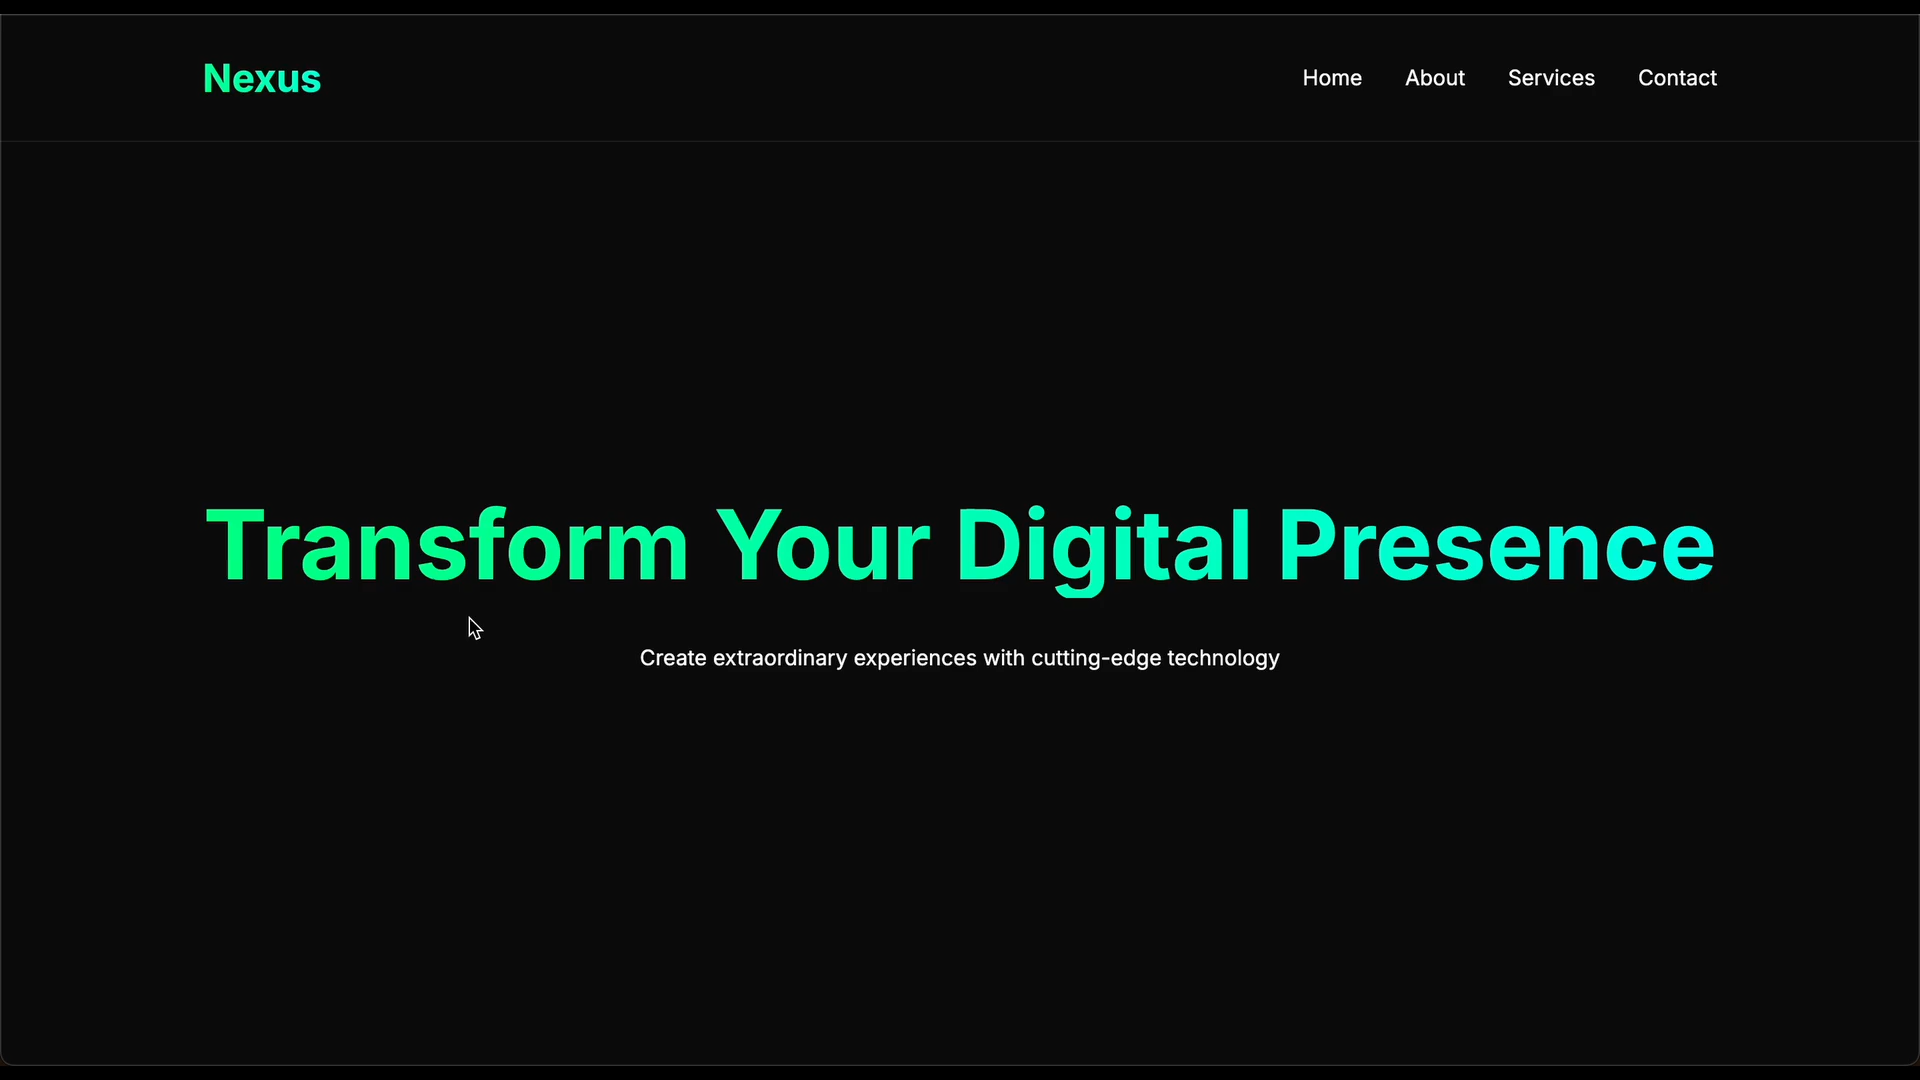 Nexus
Home About Services Contact
Transform Your Digital Presence
Create extraordinary experiences with cutting-edge technology